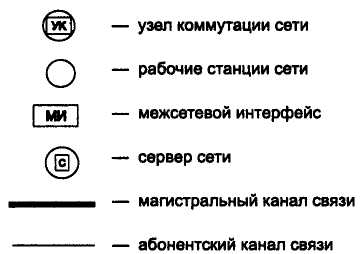 УК — узел коммутации сети
— рабочие станции сети
МИ — межсетевой интерфейс
С — сервер сети
— магистральный канал связи
— абонентский канал связи